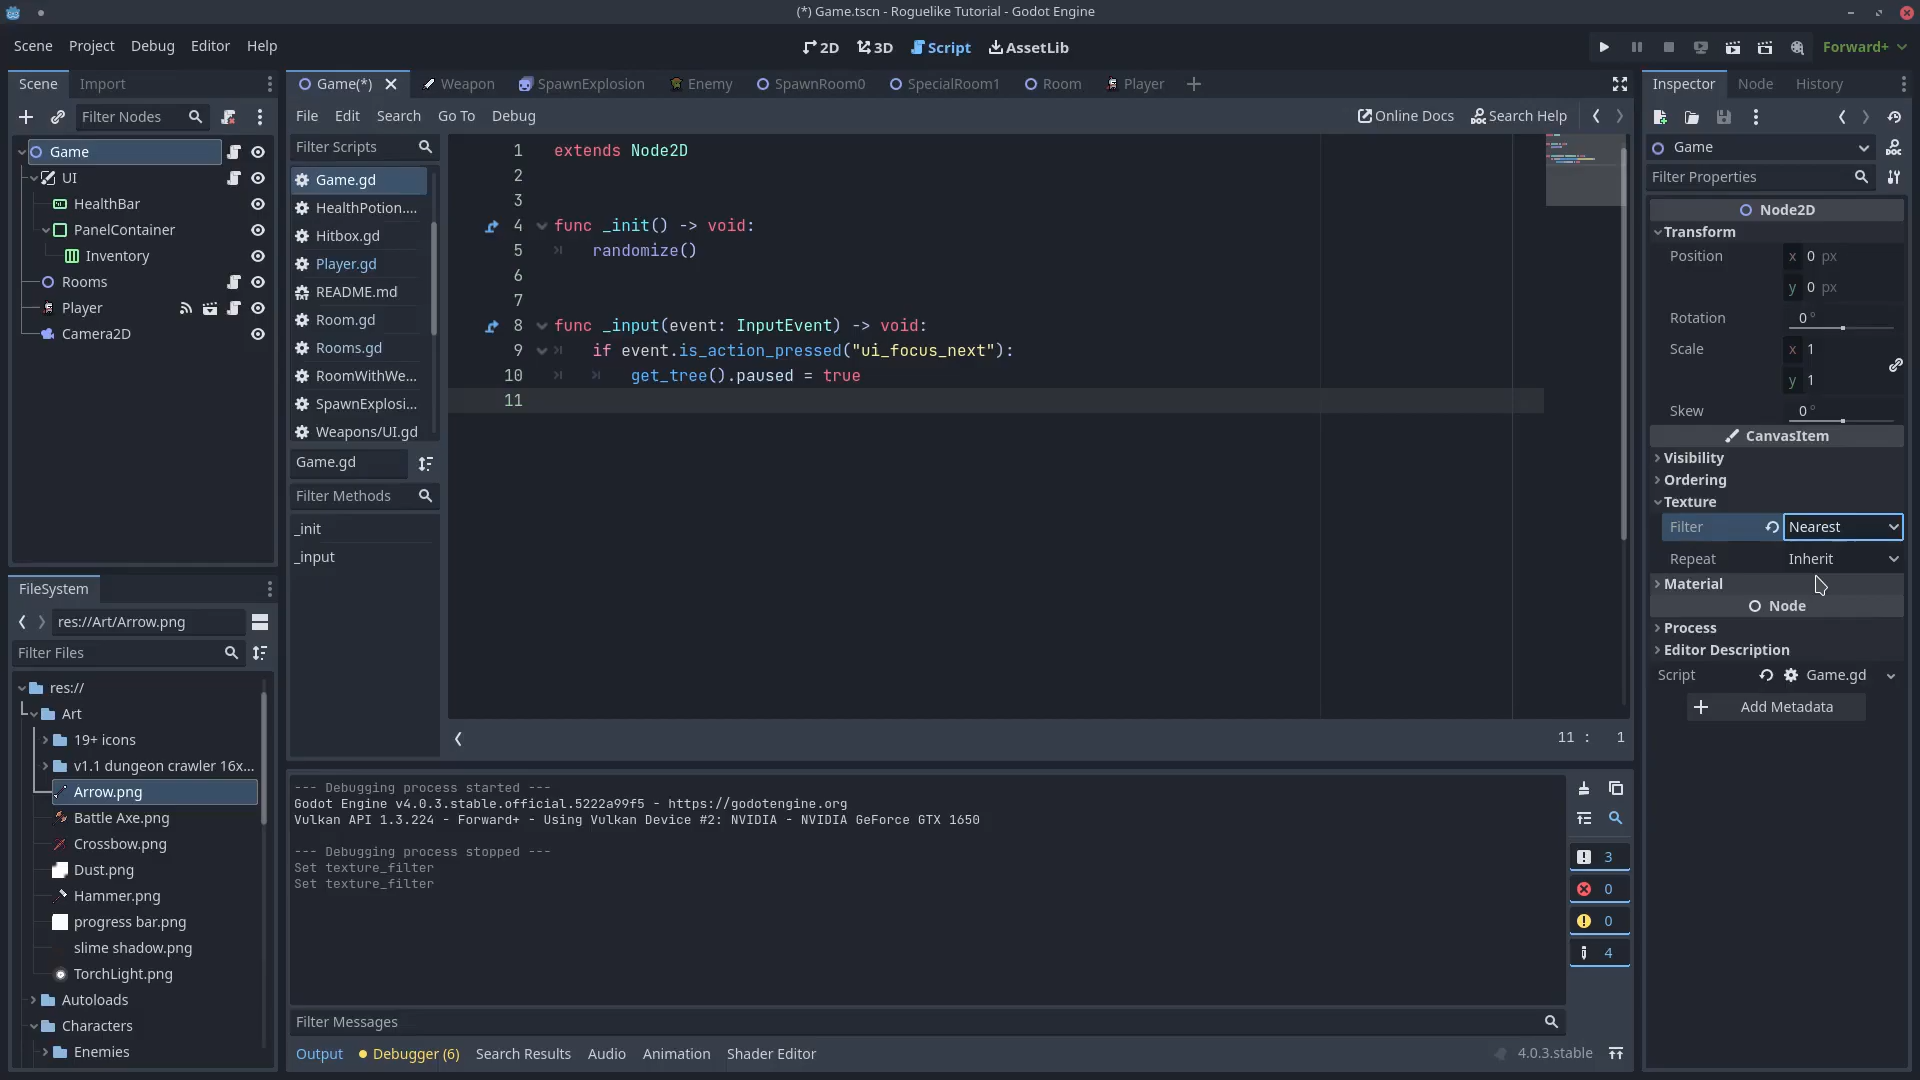 (*) Game.tscn - Roguelike Tutorial - Godot Engine
Scene Project Debug Editor Help
2D 3D Script AssetLib
Forward+
Scene Import
Filter Nodes
Game
UI
HealthBar
PanelContainer
Inventory
Rooms
Player
Camera2D
FileSystem
res://Art/Arrow.png
Filter Files
res://
Art
19+ icons
v1.1 dungeon crawler 16x...
Arrow.png
Battle Axe.png
Crossbow.png
Dust.png
Hammer.png
progress bar.png
slime shadow.png
TorchLight.png
Autoloads
Characters
Enemies
Game(*) Weapon SpawnExplosion Enemy SpawnRoom0 SpecialRoom1 Room Player
File Edit Search Go To Debug
Online Docs Search Help
Filter Scripts
Game.gd
HealthPotion....
Hitbox.gd
Player.gd
README.md
Room.gd
Rooms.gd
RoomWithWe...
SpawnExplosi...
Weapons/UI.gd
Game.gd
Filter Methods
_init
_input
1 extends Node2D
2
3
4 func _init() -> void:
5 randomize()
6
7
8 func _input(event: InputEvent) -> void:
9 if event.is_action_pressed("ui_focus_next"):
10 get_tree().paused = true
11
11 : 1
--- Debugging process started ---
Godot Engine v4.0.3.stable.official.5222a99f5 - https://godotengine.org
Vulkan API 1.3.224 - Forward+ - Using Vulkan Device #2: NVIDIA - NVIDIA GeForce GTX 1650
--- Debugging process stopped ---
Set texture_filter
Set texture_filter
3
0
0
4
Filter Messages
Output Debugger (6) Search Results Audio Animation Shader Editor
4.0.3.stable
Inspector Node History
Game
Filter Properties
Node2D
Transform
Position x 0 px
y 0 px
Rotation 0 °
Scale x 1
y 1
Skew 0 °
CanvasItem
Visibility
Ordering
Texture
Filter Nearest
Repeat Inherit
Material
Node
Process
Editor Description
Script Game.gd
Add Metadata